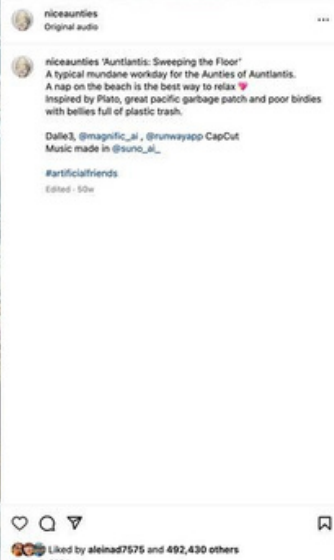 niceaunties
Original audio
niceaunties 'Auntlantis: Sweeping the Floor'
A typical mundane workday for the Aunties of Auntlantis.
A nap on the beach is the best way to relax
Inspired by Plato, great pacific garbage patch and poor birdies
with bellies full of plastic trash.
Dalle3, @magnific_ai , @runwayapp CapCut
Music made in @suno_ai_
#artificialfriends
Edited · 50w
Liked by aleinad7575 and 492,430 others